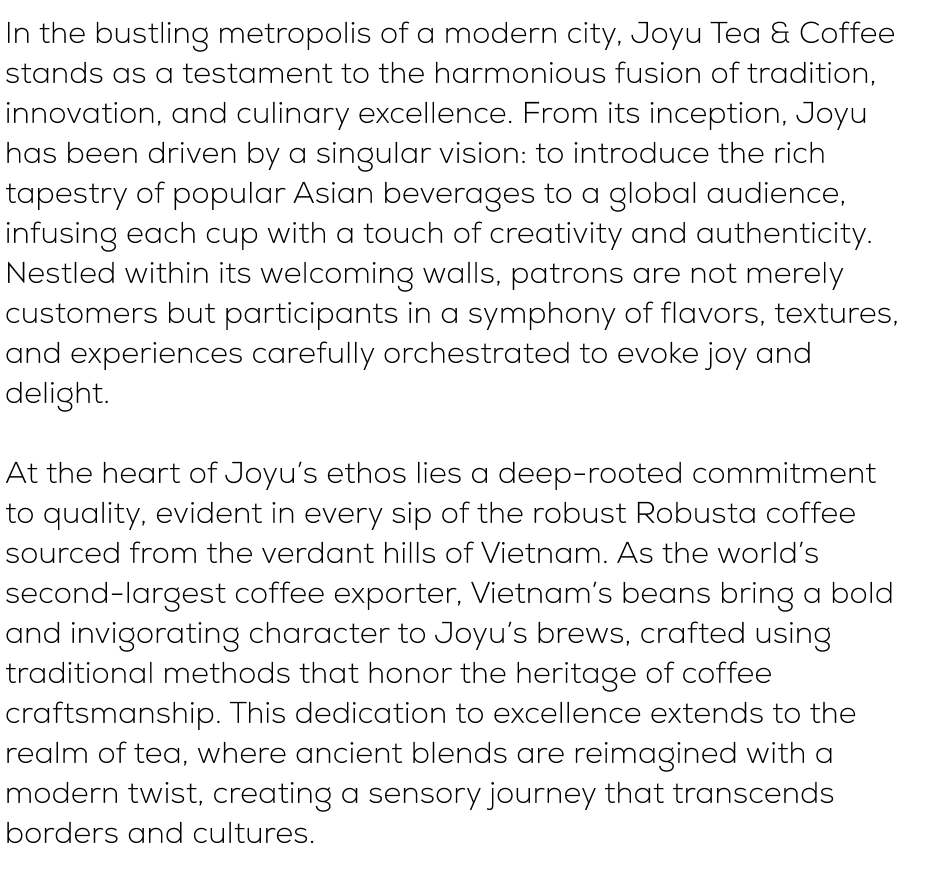 In the bustling metropolis of a modern city, Joyu Tea & Coffee
stands as a testament to the harmonious fusion of tradition,
innovation, and culinary excellence. From its inception, Joyu
has been driven by a singular vision: to introduce the rich
tapestry of popular Asian beverages to a global audience,
infusing each cup with a touch of creativity and authenticity.
Nestled within its welcoming walls, patrons are not merely
customers but participants in a symphony of flavors, textures,
and experiences carefully orchestrated to evoke joy and
delight.

At the heart of Joyu’s ethos lies a deep-rooted commitment
to quality, evident in every sip of the robust Robusta coffee
sourced from the verdant hills of Vietnam. As the world’s
second-largest coffee exporter, Vietnam’s beans bring a bold
and invigorating character to Joyu’s brews, crafted using
traditional methods that honor the heritage of coffee
craftsmanship. This dedication to excellence extends to the
realm of tea, where ancient blends are reimagined with a
modern twist, creating a sensory journey that transcends
borders and cultures.